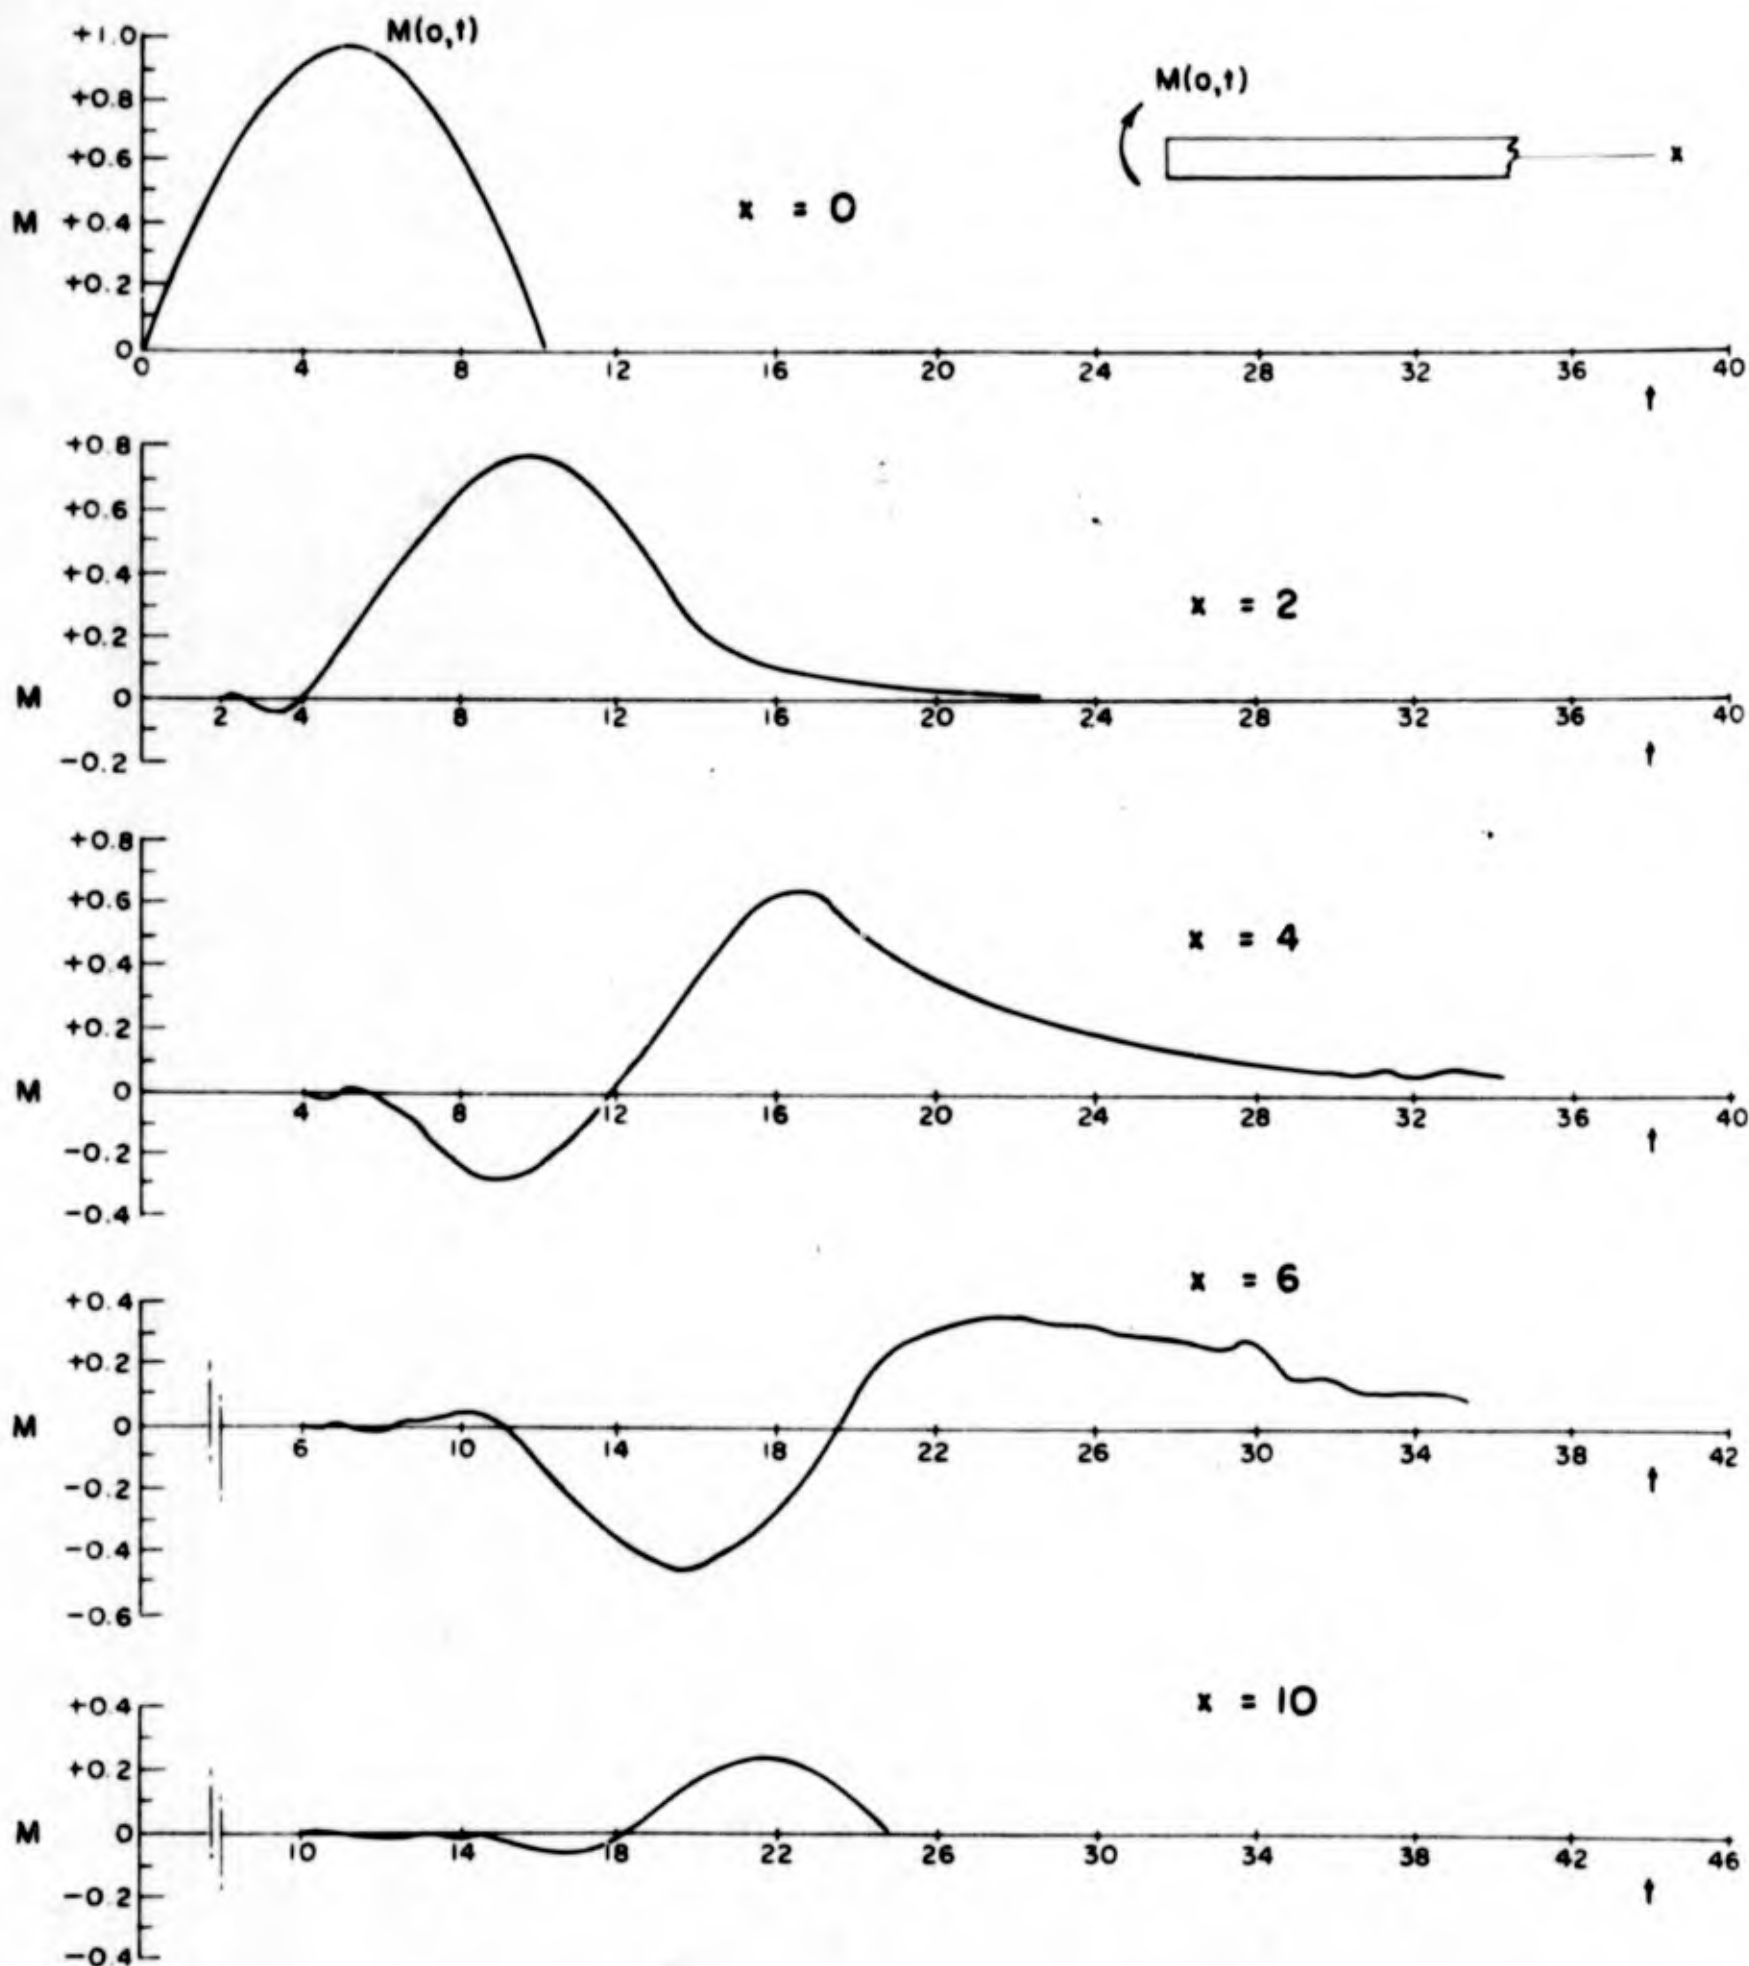 M(o,t)
+1.0
+0.8
+0.6
M +0.4
+0.2
0
M(o,t)
x
x = 0
0 4 8 12 16 20 24 28 32 36 40
t
+0.8
+0.6
+0.4
+0.2
M 0
-0.2
x = 2
2 4 8 12 16 20 24 28 32 36 40
t
+0.8
+0.6
+0.4
+0.2
M 0
-0.2
-0.4
x = 4
4 8 12 16 20 24 28 32 36 40
t
x = 6
+0.4
+0.2
M 0
-0.2
-0.4
-0.6
6 10 14 18 22 26 30 34 38 42
t
x = 10
+0.4
+0.2
M 0
-0.2
-0.4
10 14 18 22 26 30 34 38 42 46
t